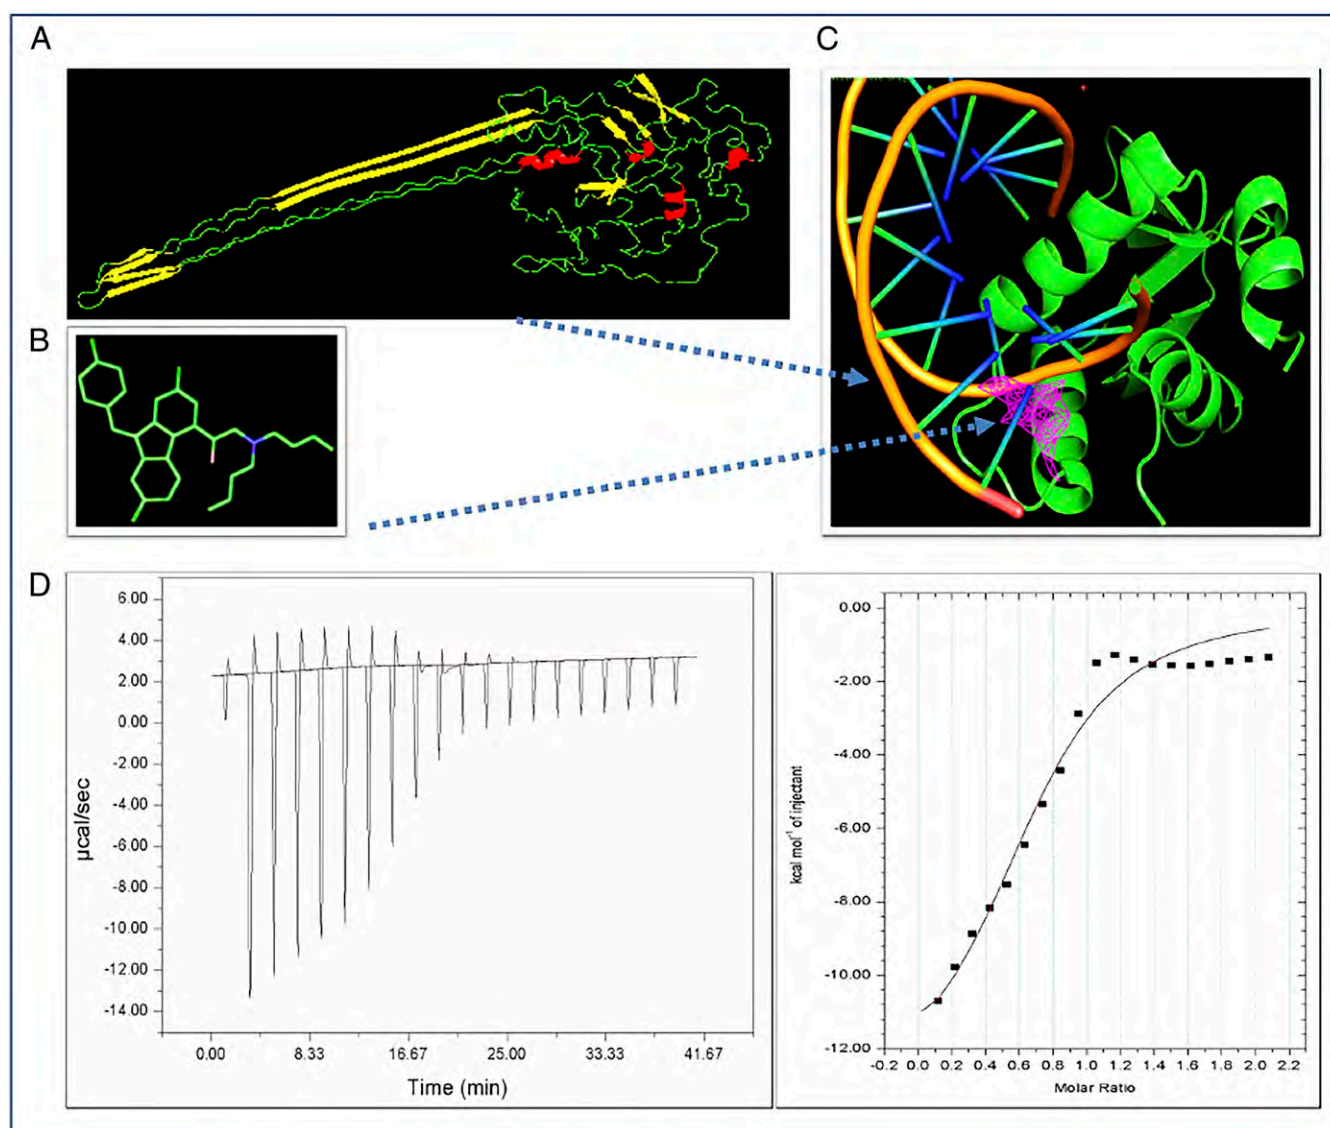 A
C
B
D
6.00
4.00
2.00
0.00
-2.00
-4.00
-6.00
-8.00
-10.00
-12.00
-14.00
µcal/sec
0.00 8.33 16.67 25.00 33.33 41.67
Time (min)
0.00
-2.00
-4.00
-6.00
-8.00
-10.00
-12.00
kcal mol⁻¹ of injectant
-0.2 0.0 0.2 0.4 0.6 0.8 1.0 1.2 1.4 1.6 1.8 2.0 2.2
Molar Ratio